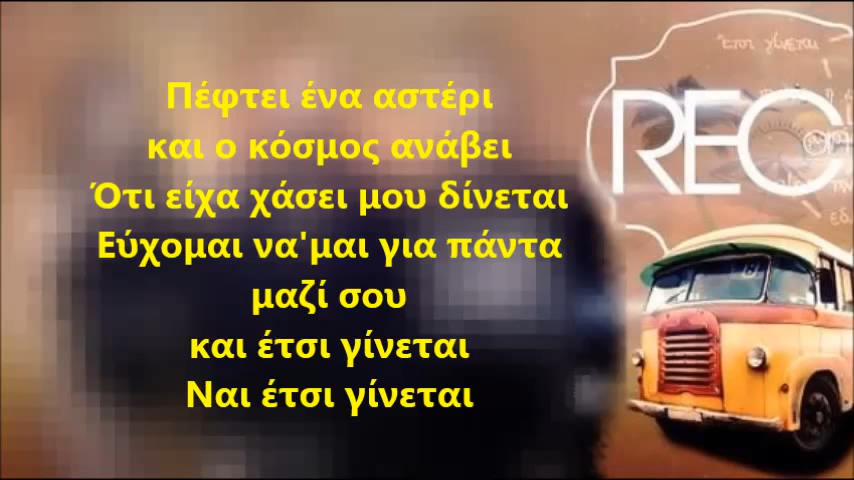 Πέφτει ένα αστέρι
και ο κόσμος ανάβει
Ότι είχα χάσει μου δίνεται
Εύχομαι να'μαι για πάντα
μαζί σου
και έτσι γίνεται
Ναι έτσι γίνεται
Έτσι γίνεται
REC